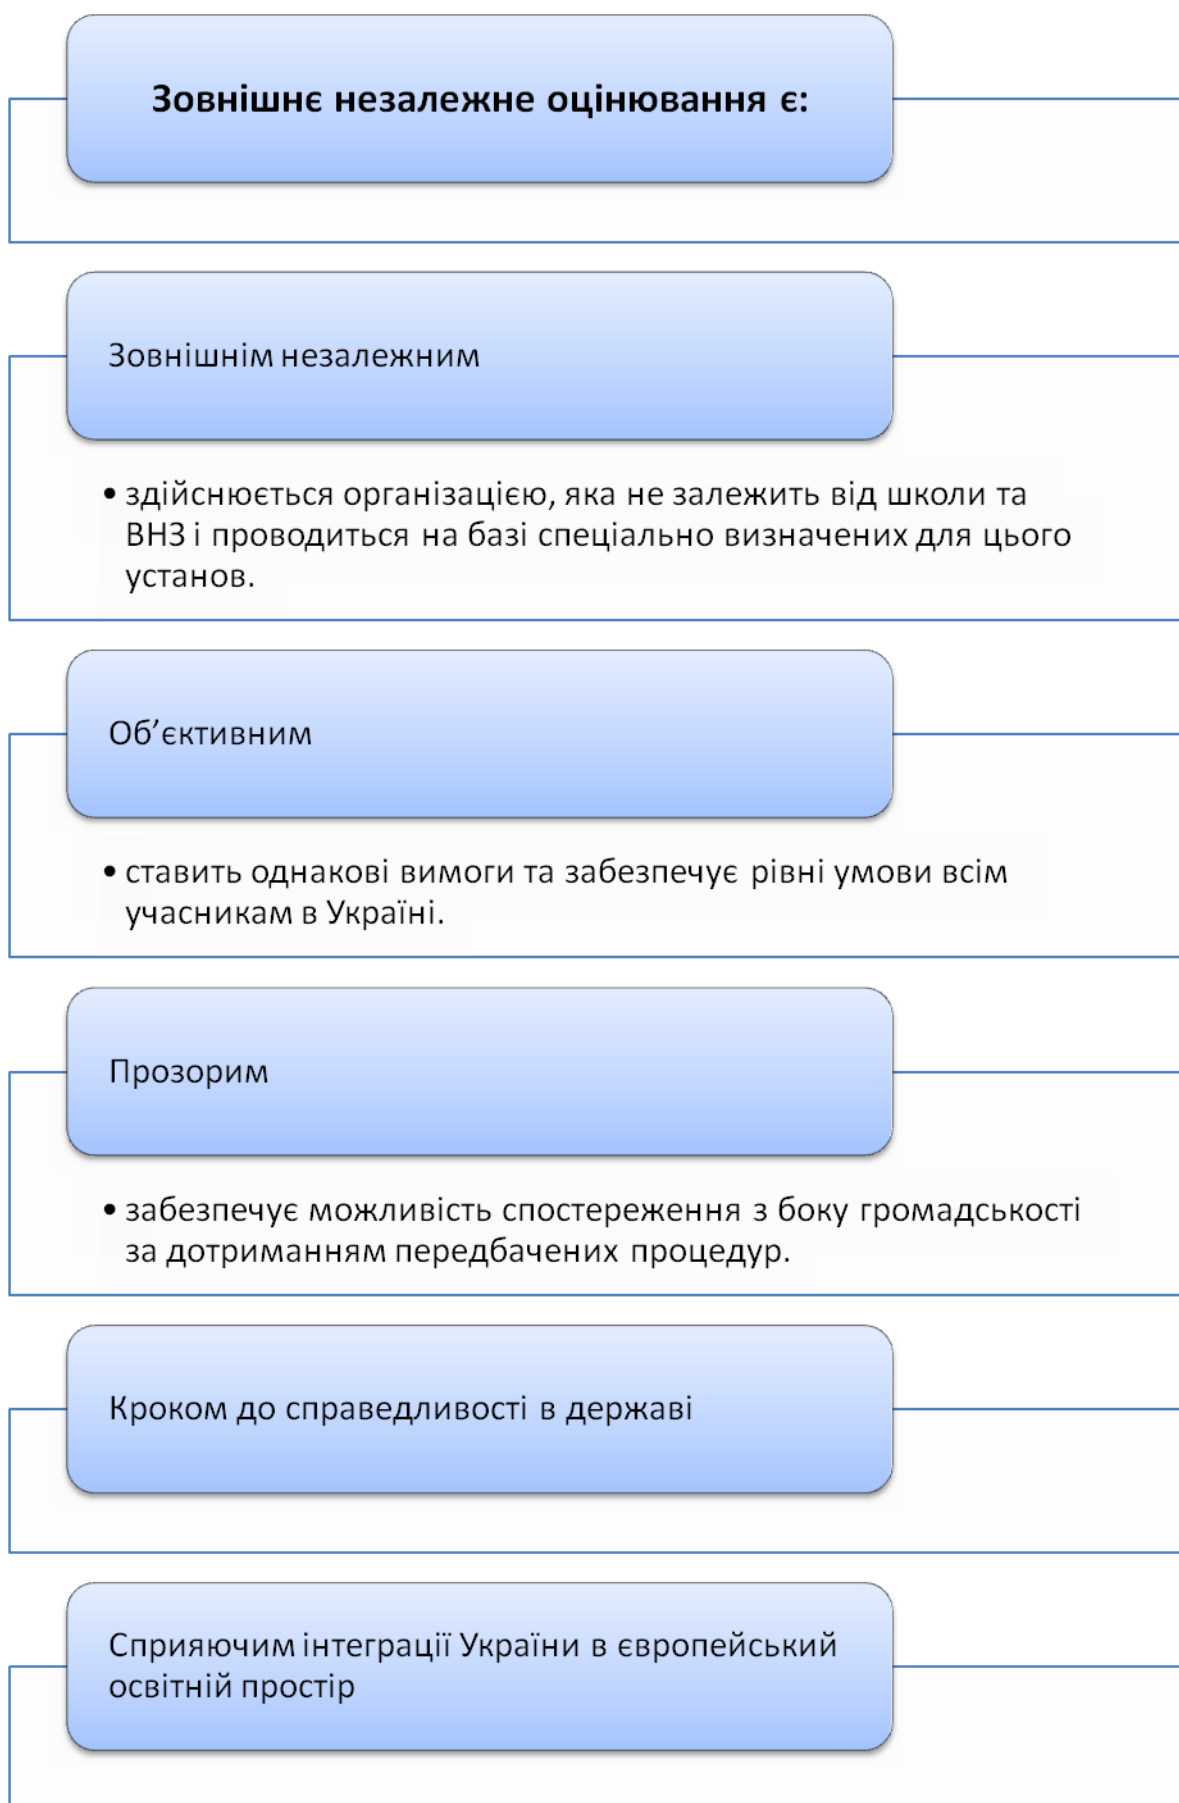 Зовнішнє незалежне оцінювання є:
Зовнішнім незалежним
• здійснюється організацією, яка не залежить від школи та
ВНЗ і проводиться на базі спеціально визначених для цього
установ.
Об’єктивним
• ставить однакові вимоги та забезпечує рівні умови всім
учасникам в Україні.
Прозорим
• забезпечує можливість спостереження з боку громадськості
за дотриманням передбачених процедур.
Кроком до справедливості в державі
Сприяючим інтеграції України в європейський
освітній простір